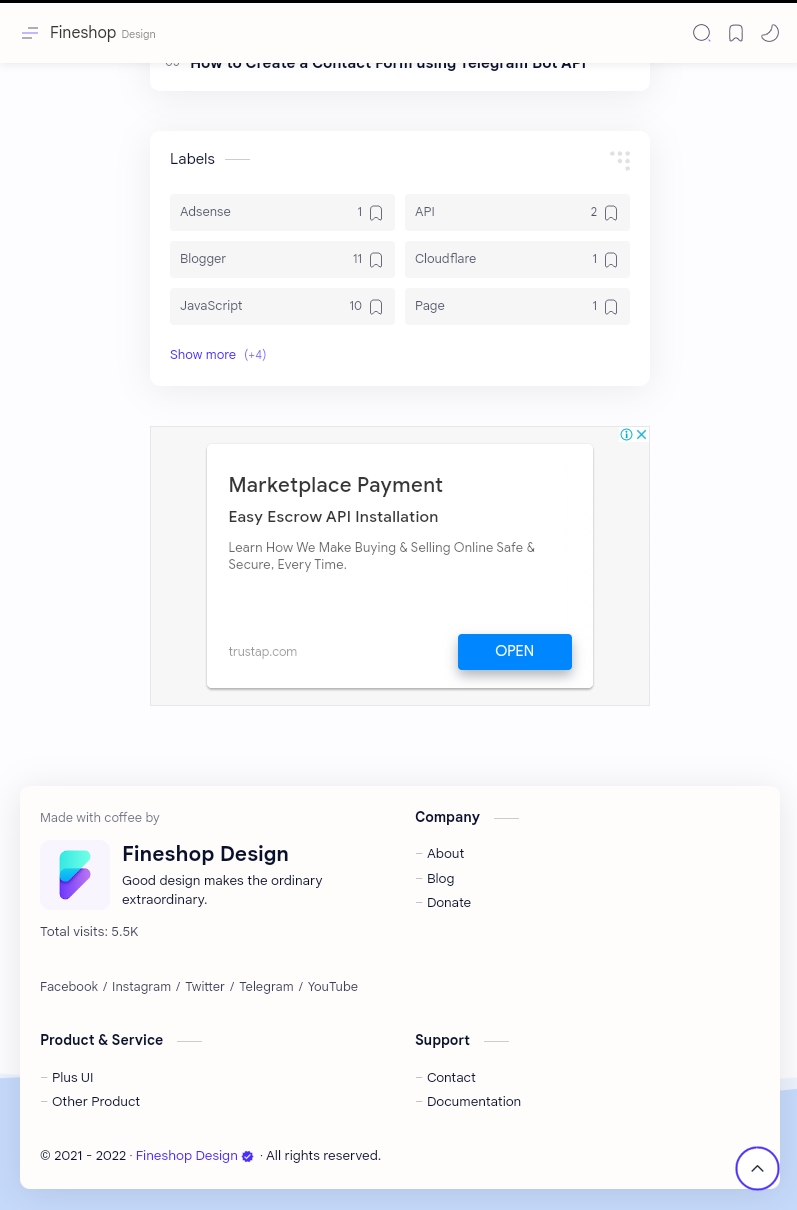 Fineshop Design
How to Create a Contact Form using Telegram Bot API
Labels
Adsense 1
API 2
Blogger 11
Cloudflare 1
JavaScript 10
Page 1
Show more (+4)
Marketplace Payment
Easy Escrow API Installation
Learn How We Make Buying & Selling Online Safe &
Secure, Every Time.
trustap.com
OPEN
Made with coffee by
Fineshop Design
Good design makes the ordinary
extraordinary.
Total visits: 5.5K
Facebook / Instagram / Twitter / Telegram / YouTube
Company
– About
– Blog
– Donate
Product & Service
– Plus UI
– Other Product
Support
– Contact
– Documentation
© 2021 - 2022 · Fineshop Design · All rights reserved.